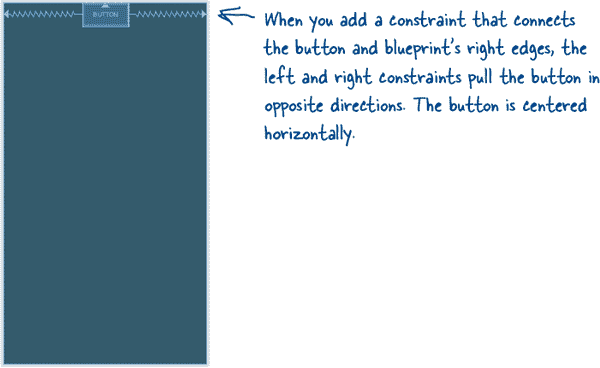 BUTTON
When you add a constraint that connects
the button and blueprint's right edges, the
left and right constraints pull the button in
opposite directions. The button is centered
horizontally.